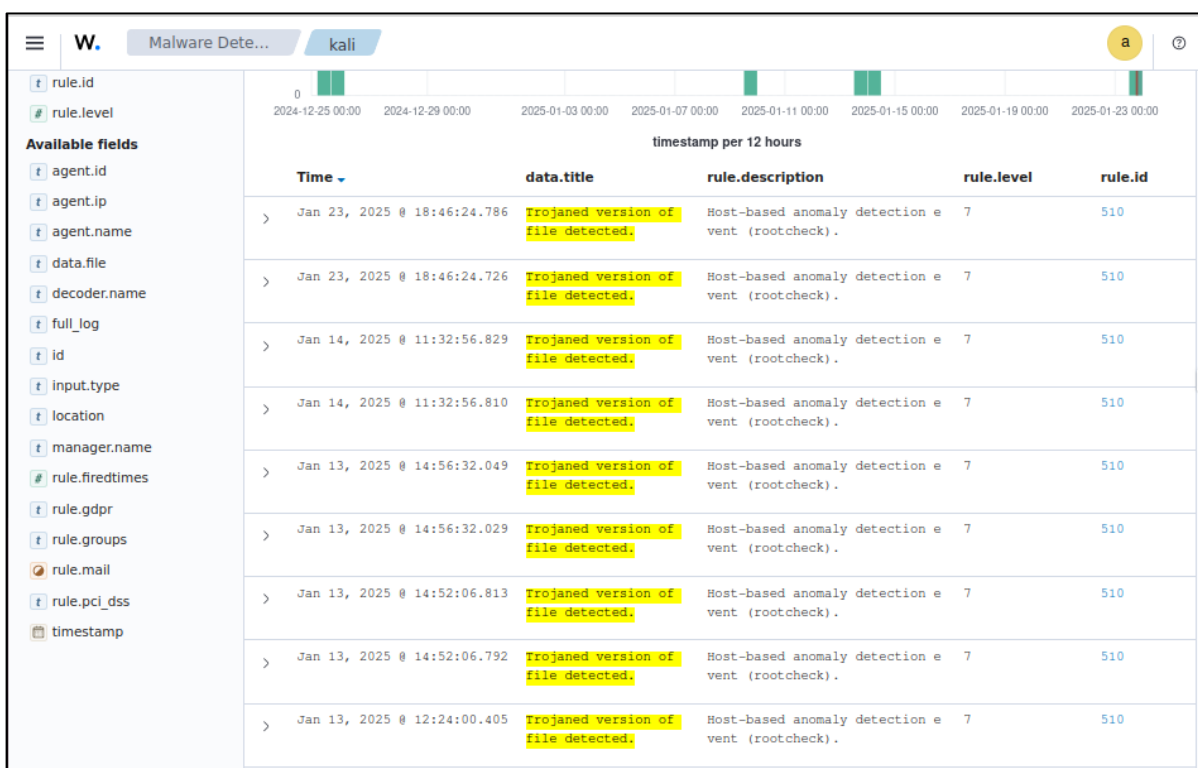 W. Malware Dete... kali a
t rule.id
# rule.level
Available fields
t agent.id
t agent.ip
t agent.name
t data.file
t decoder.name
t full_log
t id
t input.type
t location
t manager.name
# rule.firedtimes
t rule.gdpr
t rule.groups
rule.mail
t rule.pci_dss
timestamp
0
2024-12-25 00:00 2024-12-29 00:00 2025-01-03 00:00 2025-01-07 00:00 2025-01-11 00:00 2025-01-15 00:00 2025-01-19 00:00 2025-01-23 00:00
timestamp per 12 hours
Time data.title rule.description rule.level rule.id
Jan 23, 2025 @ 18:46:24.786 Trojaned version of Host-based anomaly detection e 7 510
file detected. vent (rootcheck).
Jan 23, 2025 @ 18:46:24.726 Trojaned version of Host-based anomaly detection e 7 510
file detected. vent (rootcheck).
Jan 14, 2025 @ 11:32:56.829 Trojaned version of Host-based anomaly detection e 7 510
file detected. vent (rootcheck).
Jan 14, 2025 @ 11:32:56.810 Trojaned version of Host-based anomaly detection e 7 510
file detected. vent (rootcheck).
Jan 13, 2025 @ 14:56:32.049 Trojaned version of Host-based anomaly detection e 7 510
file detected. vent (rootcheck).
Jan 13, 2025 @ 14:56:32.029 Trojaned version of Host-based anomaly detection e 7 510
file detected. vent (rootcheck).
Jan 13, 2025 @ 14:52:06.813 Trojaned version of Host-based anomaly detection e 7 510
file detected. vent (rootcheck).
Jan 13, 2025 @ 14:52:06.792 Trojaned version of Host-based anomaly detection e 7 510
file detected. vent (rootcheck).
Jan 13, 2025 @ 12:24:00.405 Trojaned version of Host-based anomaly detection e 7 510
file detected. vent (rootcheck).